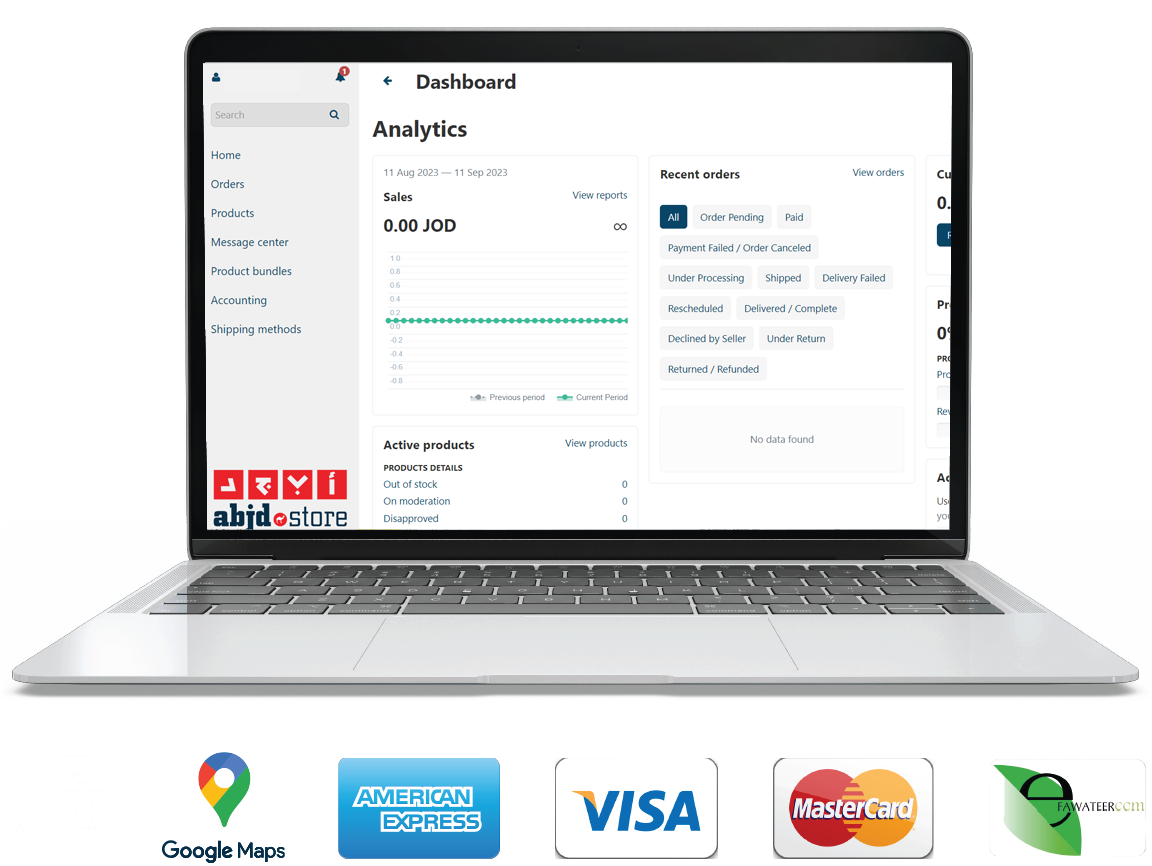 1
Dashboard
Search
Analytics
Home
Orders
Products
Message center
Product bundles
Accounting
Shipping methods
11 Aug 2023 — 11 Sep 2023
Sales
View reports
0.00 JOD
∞
1.0
0.8
0.6
0.4
0.2
0.0
-0.2
-0.4
-0.6
-0.8
Previous period
Current Period
Active products
View products
PRODUCTS DETAILS
Out of stock 0
On moderation 0
Disapproved 0
Recent orders
View orders
All Order Pending Paid
Payment Failed / Order Canceled
Under Processing Shipped Delivery Failed
Rescheduled Delivered / Complete
Declined by Seller Under Return
Returned / Refunded
No data found
Cu
0.
Pr
0%
PRO
Pro
Rev
Ac
Use
you
أ ب ج د
abjd store
command option
Google Maps
AMERICAN
EXPRESS
VISA
MasterCard
e
FAWATEERcom